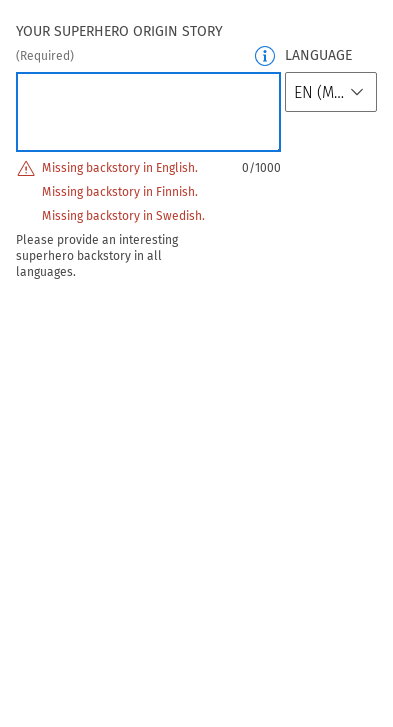 YOUR SUPERHERO ORIGIN STORY
(Required)
LANGUAGE
EN (M...
Missing backstory in English.
0/1000
Missing backstory in Finnish.
Missing backstory in Swedish.
Please provide an interesting
superhero backstory in all
languages.